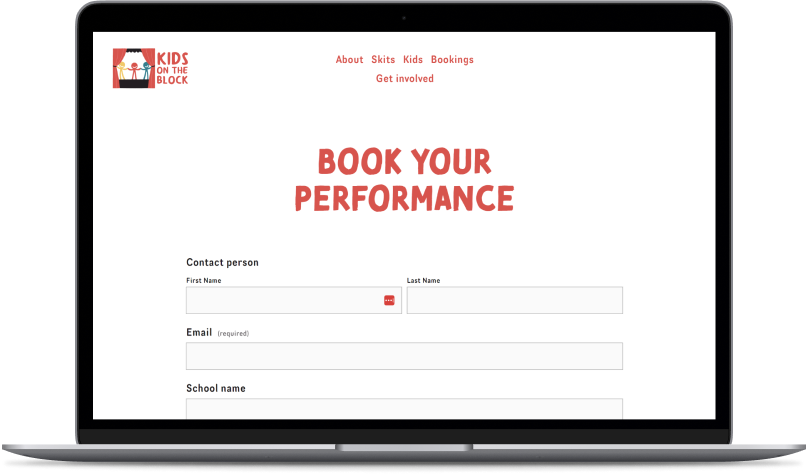 KIDS
ON THE
BLOCK
About Skits Kids Bookings
Get involved
BOOK YOUR
PERFORMANCE
Contact person
First Name
Last Name
Email (required)
School name